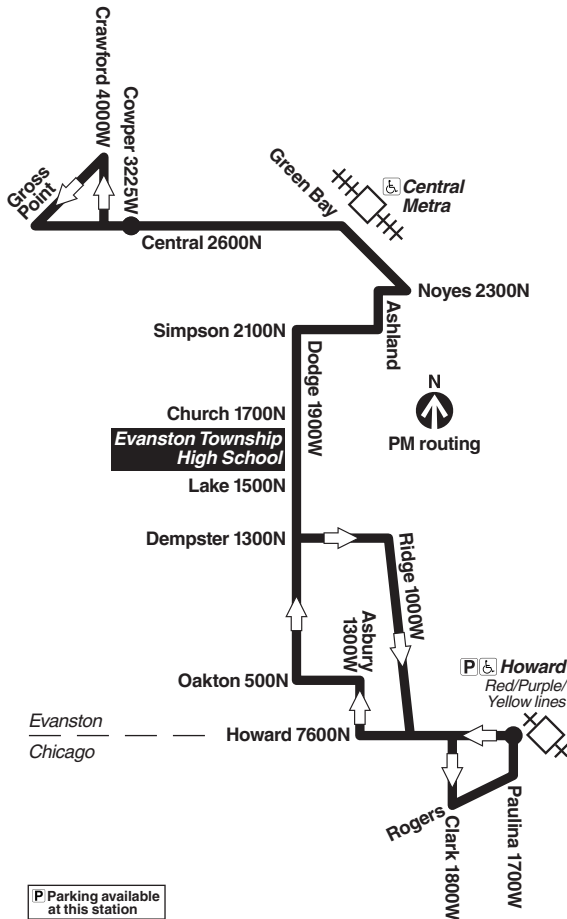 Crawford 4000W
Cowper 3225W
Gross
Point
Green Bay
Central
Metra
Central 2600N
Noyes 2300N
Ashland
Simpson 2100N
Dodge 1900W
N
PM routing
Church 1700N
Evanston Township
High School
Lake 1500N
Dempster 1300N
Ridge 1000W
Asbury
1300W
Oakton 500N
P Howard
Red/Purple/
Yellow lines
Evanston
Chicago
Howard 7600N
Rogers
Clark 1800W
Paulina 1700W
P Parking available
at this station